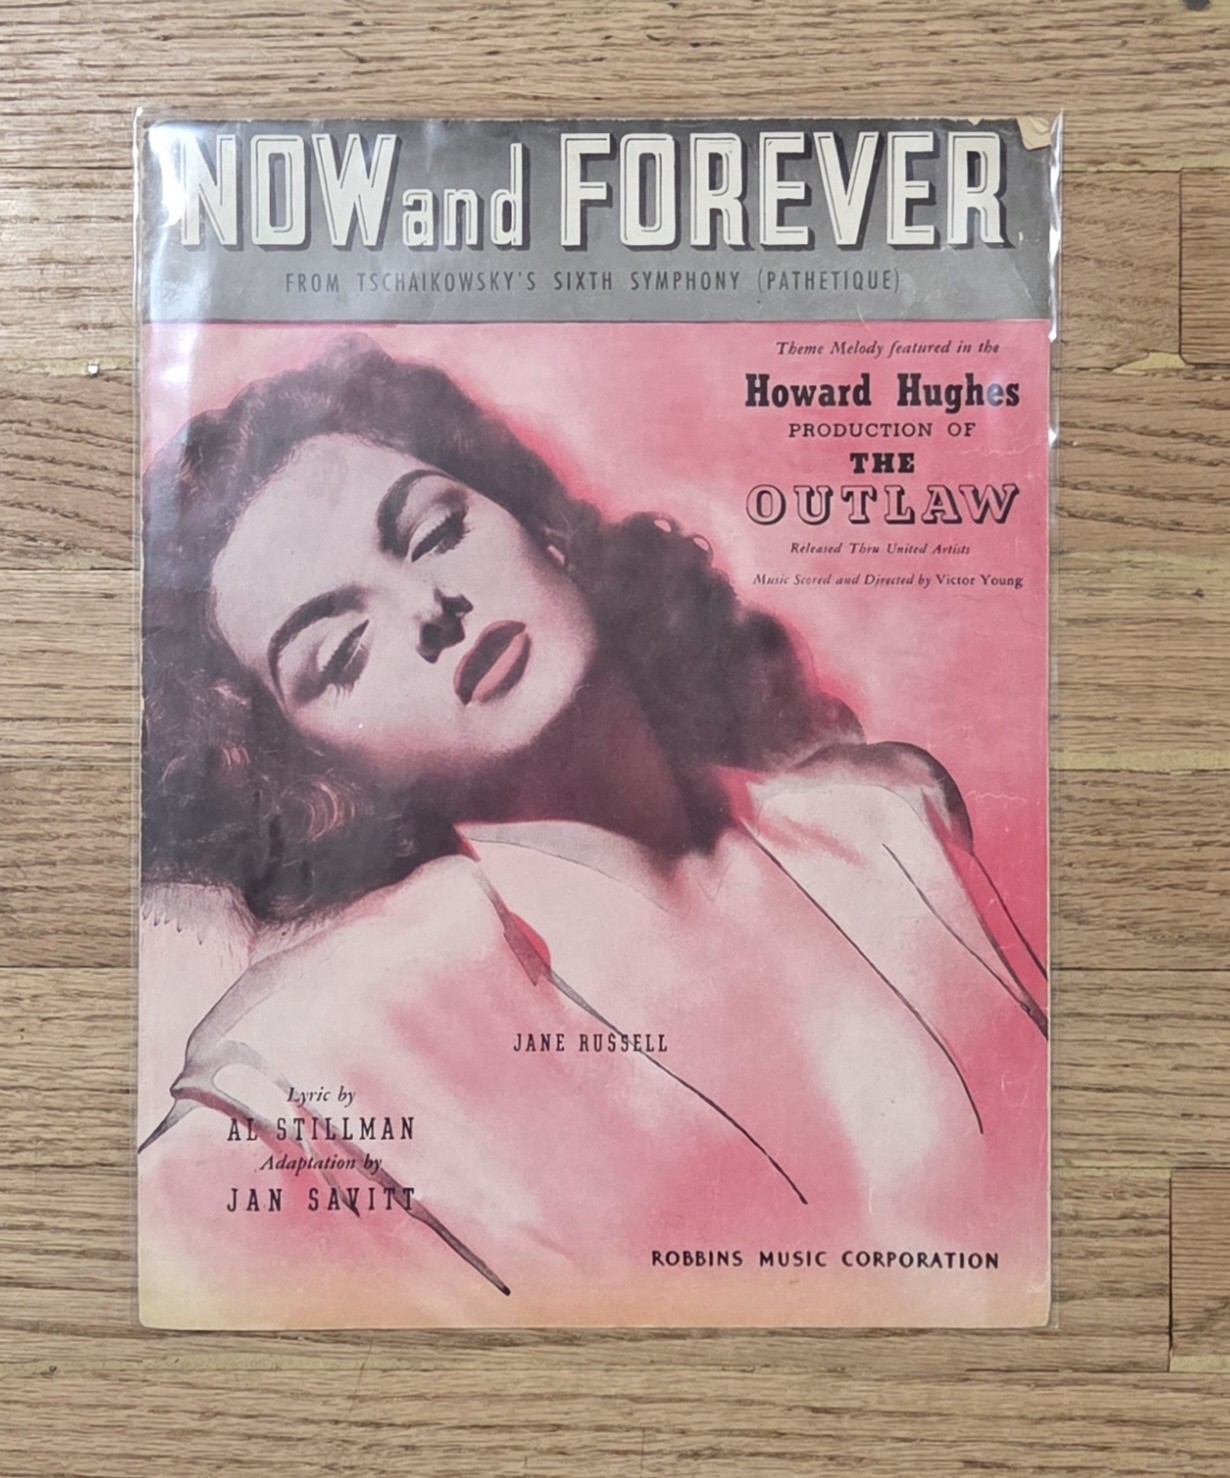 NOW and FOREVER
FROM TSCHAIKOWSKY'S SIXTH SYMPHONY (PATHETIQUE)
Theme Melody featured in the
Howard Hughes
PRODUCTION OF
THE
OUTLAW
Released Thru United Artists
Music Scored and Directed by Victor Young
JANE RUSSELL
Lyric by
AL STILLMAN
Adaptation by
JAN SAVITT
ROBBINS MUSIC CORPORATION